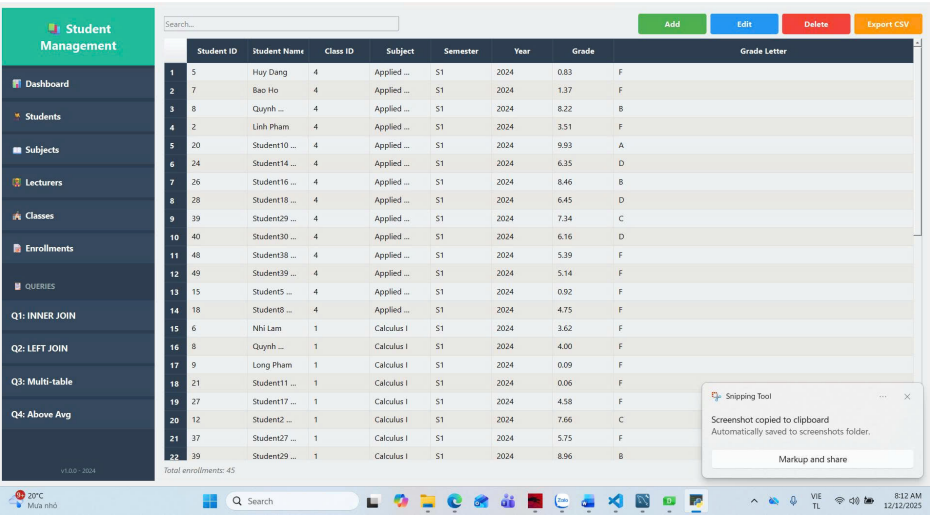 Student
Management
Dashboard
Students
Subjects
Lecturers
Classes
Enrollments
QUERIES
Q1: INNER JOIN
Q2: LEFT JOIN
Q3: Multi-table
Q4: Above Avg
v1.0.0 - 2024
Search...
Add Edit Delete Export CSV
Student ID Student Name Class ID Subject Semester Year Grade Grade Letter
1 5 Huy Dang 4 Applied ... S1 2024 0.83 F
2 7 Bao Ho 4 Applied ... S1 2024 1.37 F
3 8 Quynh ... 4 Applied ... S1 2024 8.22 B
4 2 Linh Pham 4 Applied ... S1 2024 3.51 F
5 20 Student10 ... 4 Applied ... S1 2024 9.93 A
6 24 Student14 ... 4 Applied ... S1 2024 6.35 D
7 26 Student16 ... 4 Applied ... S1 2024 8.46 B
8 28 Student18 ... 4 Applied ... S1 2024 6.45 D
9 39 Student29 ... 4 Applied ... S1 2024 7.34 C
10 40 Student30 ... 4 Applied ... S1 2024 6.16 D
11 48 Student38 ... 4 Applied ... S1 2024 5.39 F
12 49 Student39 ... 4 Applied ... S1 2024 5.14 F
13 15 Student5 ... 4 Applied ... S1 2024 0.92 F
14 18 Student8 ... 4 Applied ... S1 2024 4.75 F
15 6 Nhi Lam 1 Calculus I S1 2024 3.62 F
16 8 Quynh ... 1 Calculus I S1 2024 4.00 F
17 9 Long Pham 1 Calculus I S1 2024 0.09 F
18 21 Student11 ... 1 Calculus I S1 2024 0.06 F
19 27 Student17 ... 1 Calculus I S1 2024 4.58 F
20 12 Student2 ... 1 Calculus I S1 2024 7.66 C
21 37 Student27 ... 1 Calculus I S1 2024 5.75 F
22 39 Student29 ... 1 Calculus I S1 2024 8.96 B
Total enrollments: 45
Snipping Tool
Screenshot copied to clipboard
Automatically saved to screenshots folder.
Markup and share
9+
20°C
Mưa nhỏ
Search
Zalo
VIE
TL
8:12 AM
12/12/2025